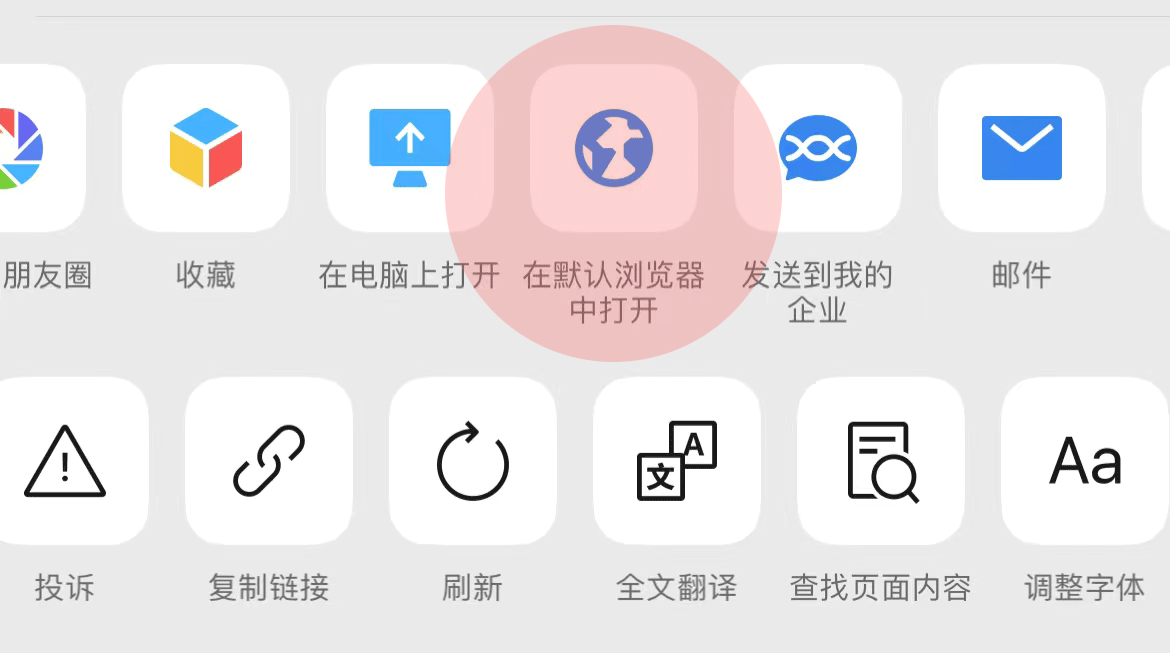 朋友圈
收藏
在电脑上打开
在默认浏览器
中打开
发送到我的
企业
邮件
文
A
Aa
投诉
复制链接
刷新
全文翻译
查找页面内容
调整字体